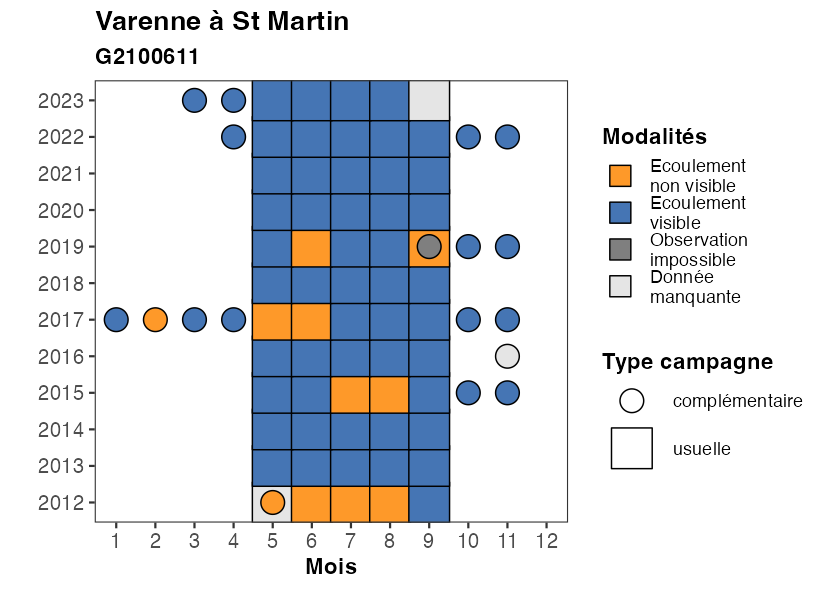 Varenne à St Martin
G2100611
2023
2022
2021
2020
2019
2018
2017
2016
2015
2014
2013
2012
1 2 3 4 5 6 7 8 9 10 11 12
Mois
Modalités
Ecoulement
non visible
Ecoulement
visible
Observation
impossible
Donnée
manquante
Type campagne
complémentaire
usuelle